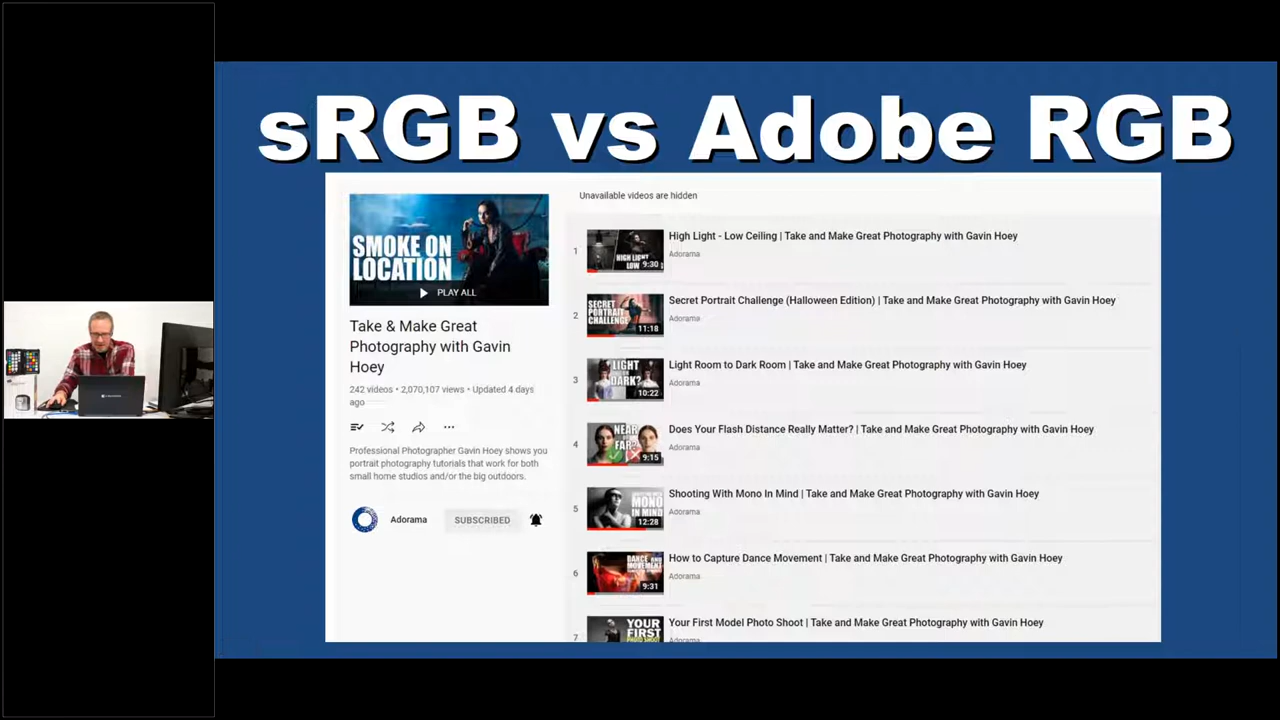 sRGB vs Adobe RGB
SMOKE ON
LOCATION
PLAY ALL
Take & Make Great
Photography with Gavin
Hoey
242 videos • 2,070,107 views • Updated 4 days
ago
Professional Photographer Gavin Hoey shows you
portrait photography tutorials that work for both
small home studios and/or the big outdoors.
Adorama
SUBSCRIBED
Unavailable videos are hidden
1
HIGH LIGHT
LOW
9:30
High Light - Low Ceiling | Take and Make Great Photography with Gavin Hoey
Adorama
2
SECRET
PORTRAIT
CHALLENGE
11:18
Secret Portrait Challenge (Halloween Edition) | Take and Make Great Photography with Gavin Hoey
Adorama
3
LIGHT
DARK?
10:22
Light Room to Dark Room | Take and Make Great Photography with Gavin Hoey
Adorama
4
NEAR
FAR?
9:15
Does Your Flash Distance Really Matter? | Take and Make Great Photography with Gavin Hoey
Adorama
5
SHOOTING
WITH MONO
IN MIND
12:28
Shooting With Mono In Mind | Take and Make Great Photography with Gavin Hoey
Adorama
6
DANCE
MOVEMENT
9:31
How to Capture Dance Movement | Take and Make Great Photography with Gavin Hoey
Adorama
7
YOUR
FIRST
Your First Model Photo Shoot | Take and Make Great Photography with Gavin Hoey
Adorama